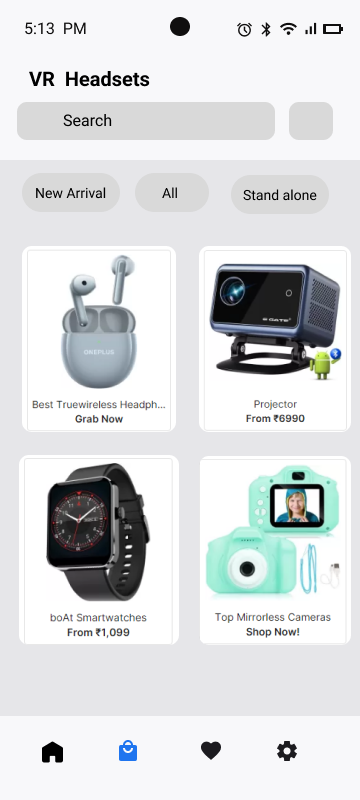 5:13 PM
VR Headsets
Search
New Arrival
All
Stand alone
ONEPLUS
Best Truewireless Headph...
Grab Now
E GATE
Projector
From ₹6990
boAt Smartwatches
From ₹1,099
Top Mirrorless Cameras
Shop Now!